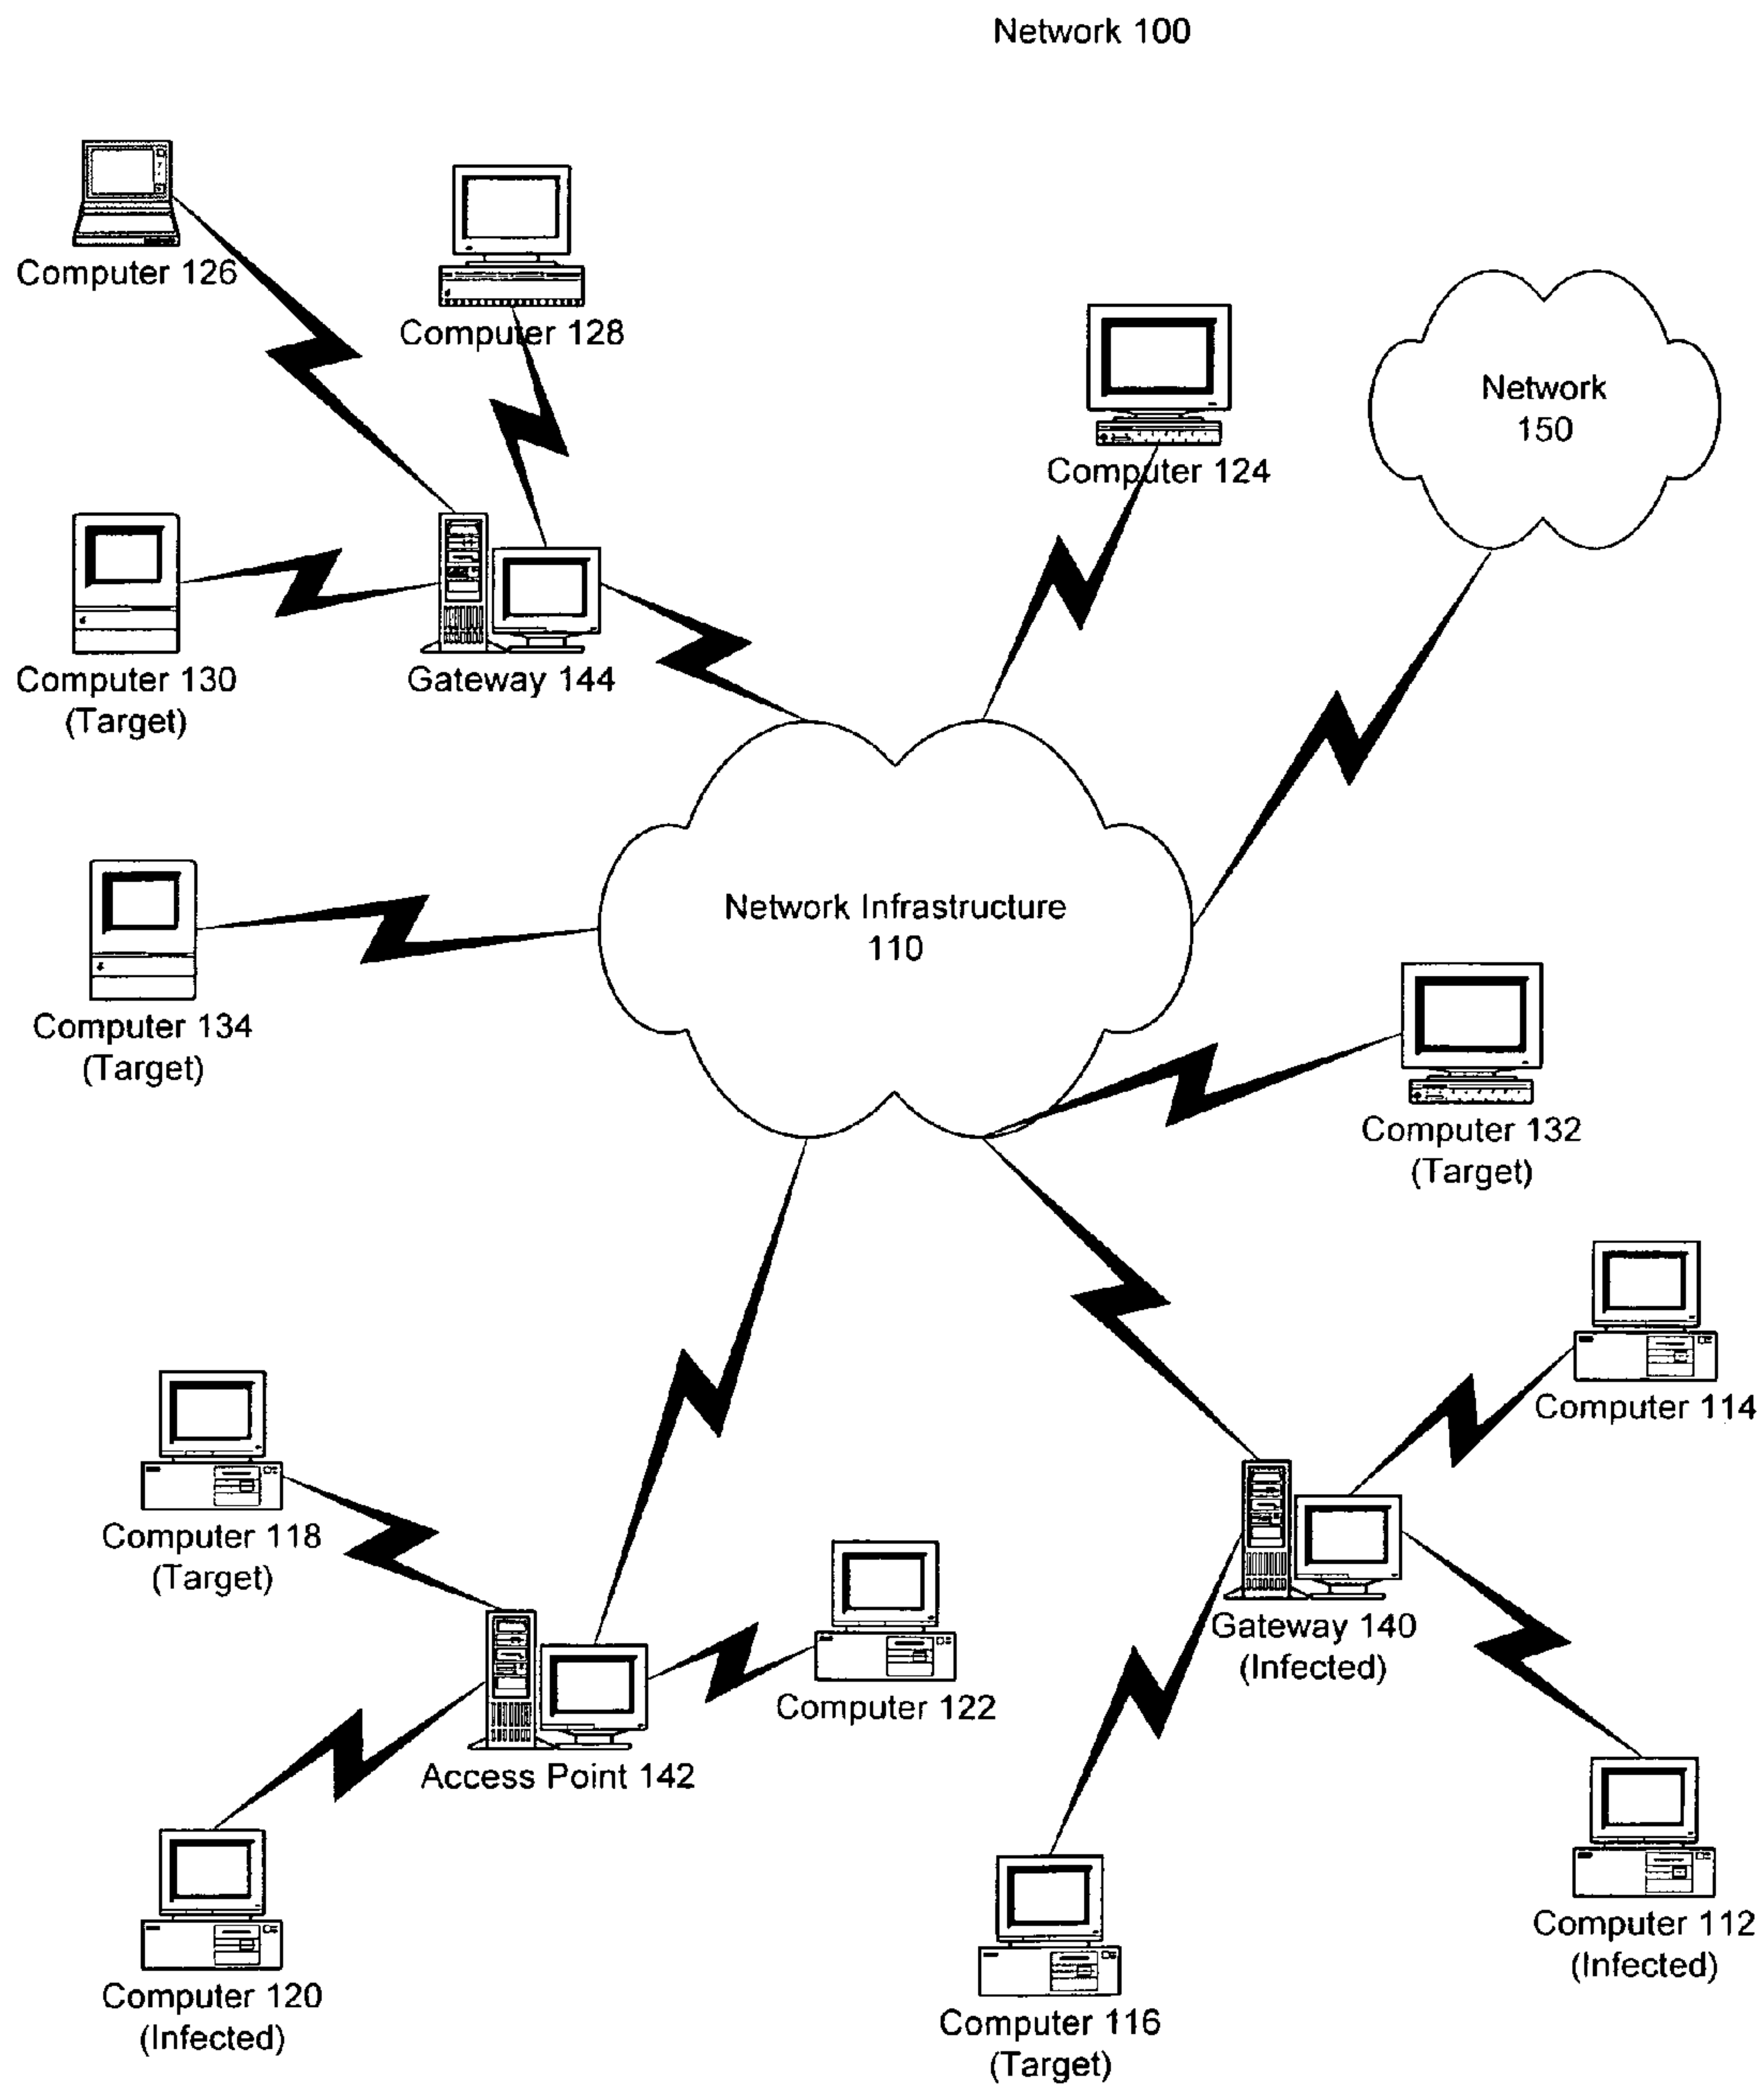 Network 100
Computer 126
Computer 128
Network
150
Computer 124
Computer 130
(Target)
Gateway 144
Network Infrastructure
110
Computer 134
(Target)
Computer 132
(Target)
Computer 114
Computer 118
(Target)
Gateway 140
(Infected)
Computer 122
Access Point 142
Computer 112
(Infected)
Computer 120
(Infected)
Computer 116
(Target)